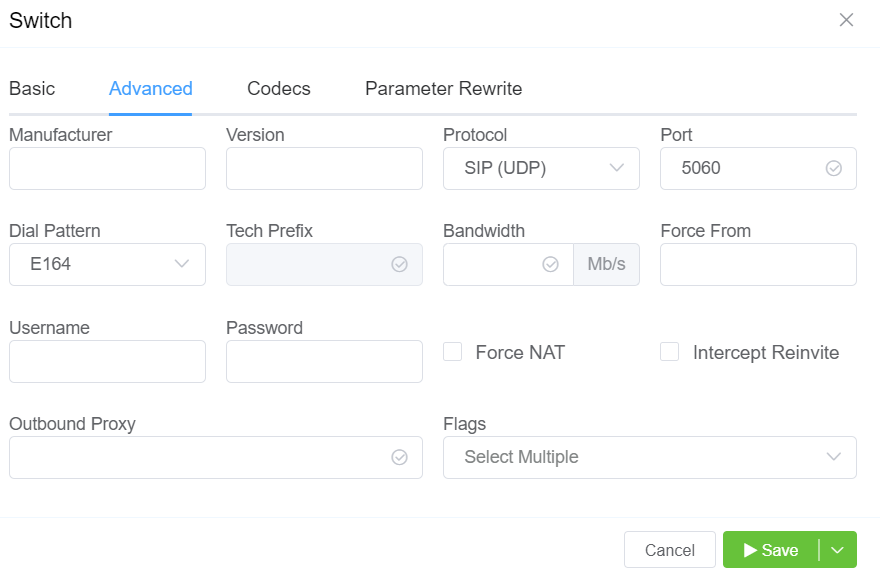 Switch
Basic Advanced Codecs Parameter Rewrite
Manufacturer Version Protocol Port
SIP (UDP) 5060
Dial Pattern Tech Prefix Bandwidth Force From
E164 Mb/s
Username Password
Force NAT Intercept Reinvite
Outbound Proxy Flags
Select Multiple
Cancel Save